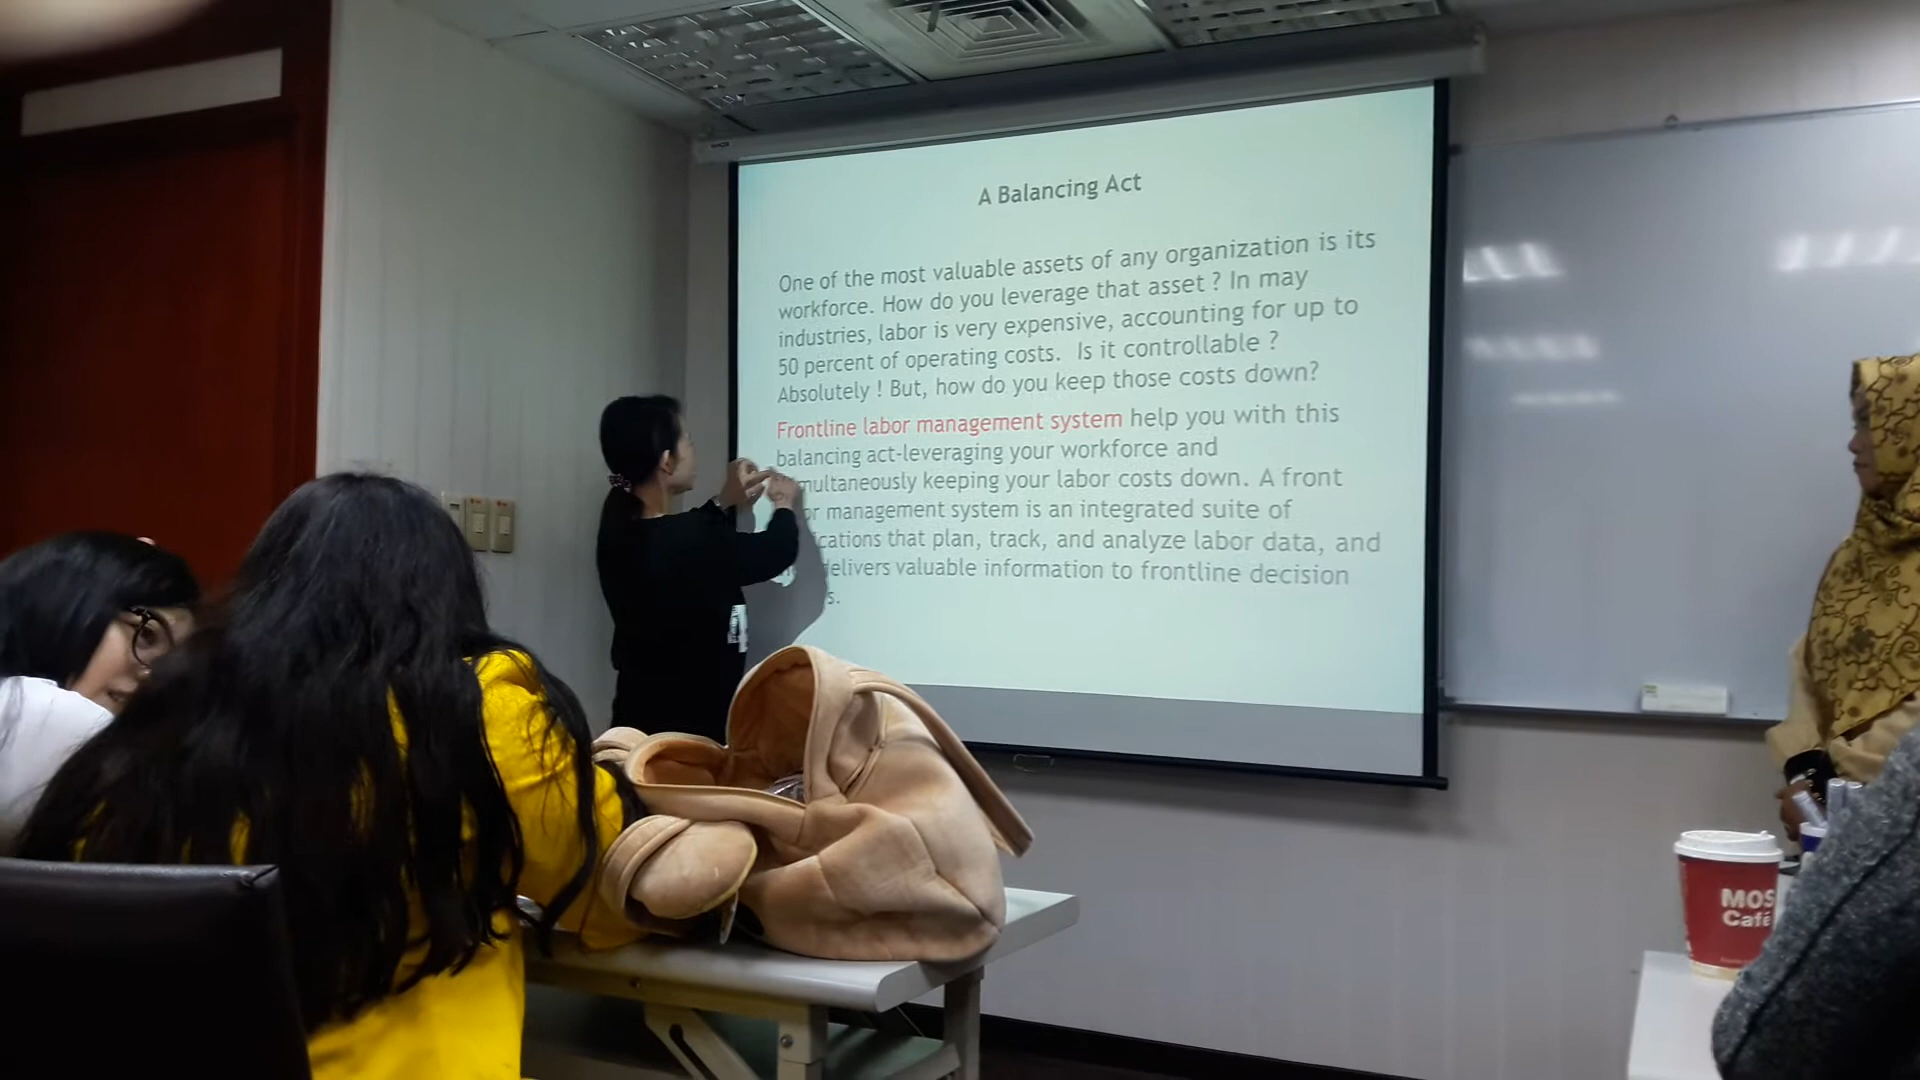 A Balancing Act
One of the most valuable assets of any organization is its
workforce. How do you leverage that asset ? In may
industries, labor is very expensive, accounting for up to
50 percent of operating costs. Is it controllable ?
Absolutely ! But, how do you keep those costs down?
Frontline labor management system help you with this
balancing act-leveraging your workforce and
multaneously keeping your labor costs down. A front
or management system is an integrated suite of
cations that plan, track, and analyze labor data, and
elivers valuable information to frontline decision
s.
MOS
Café